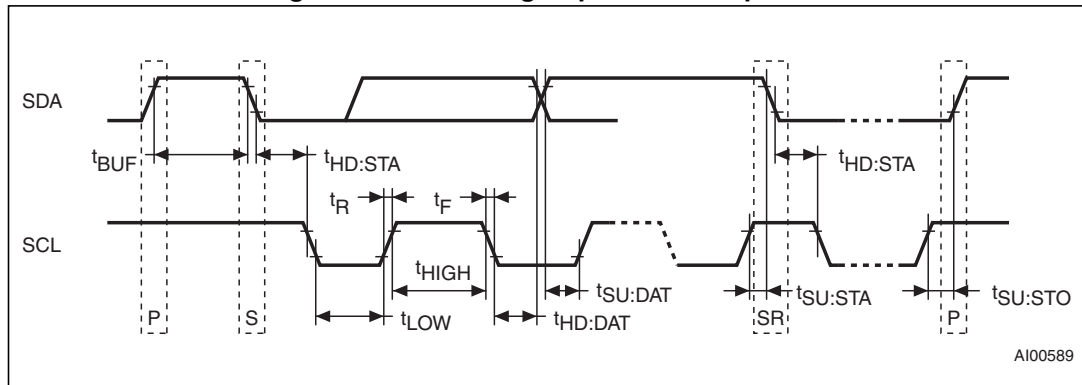 SDA
tBUF
tHD:STA
tHD:STA
tR
tF
SCL
tHIGH
tSU:DAT
tSU:STA
tSU:STO
tLOW
tHD:DAT
P
S
SR
P
AI00589